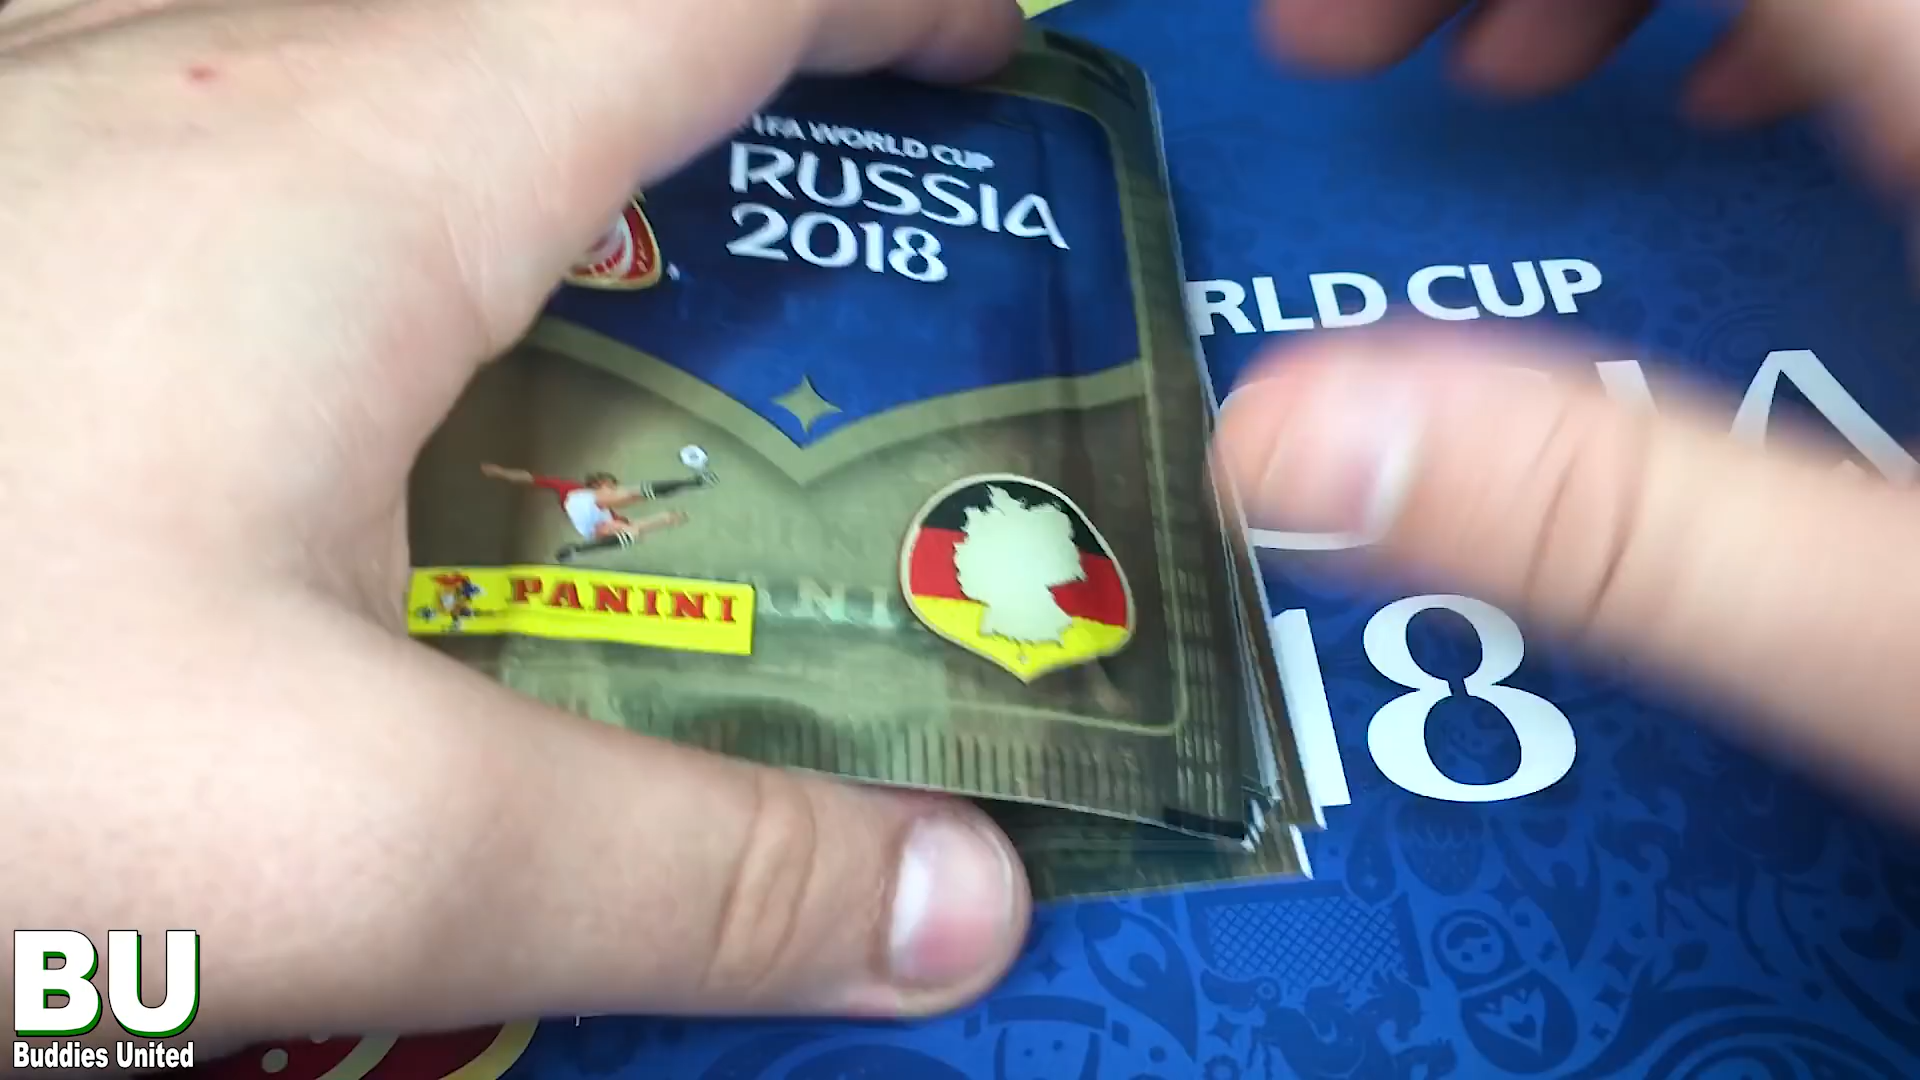 FIFA WORLD CUP
RUSSIA
2018
PANINI
RLD CUP
18
BU
Buddies United